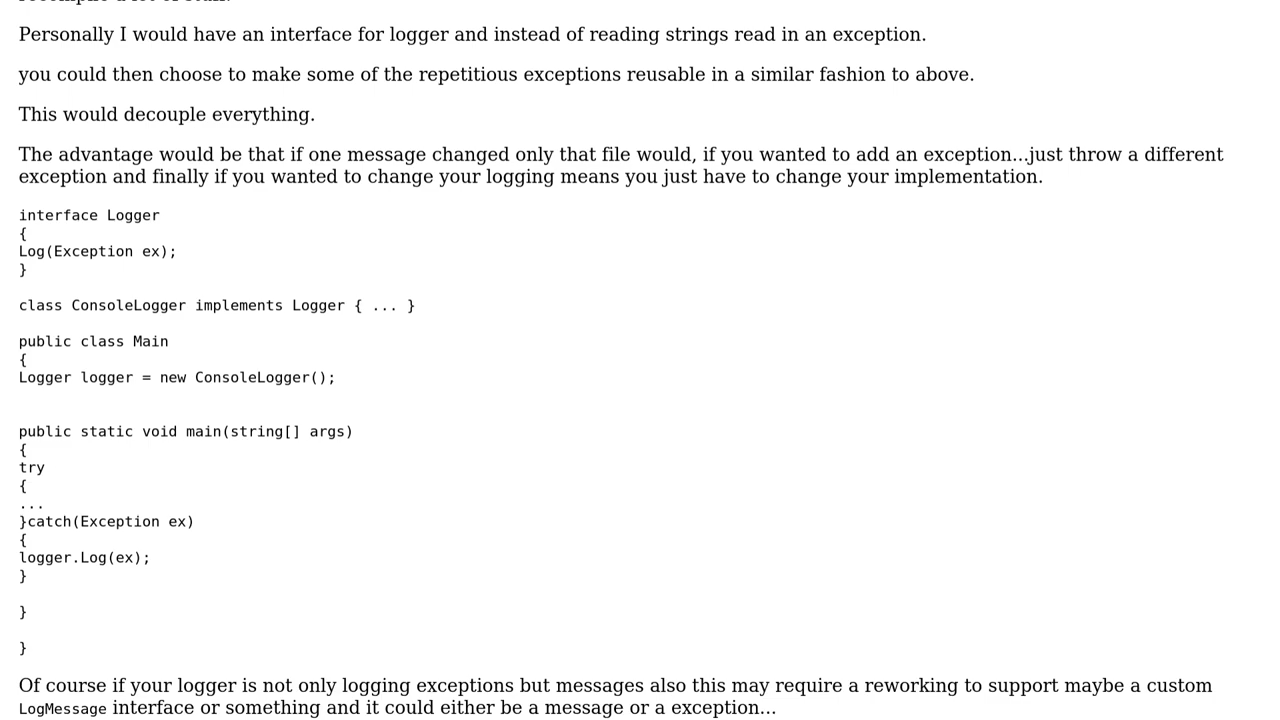 Personally I would have an interface for logger and instead of reading strings read in an exception.
you could then choose to make some of the repetitious exceptions reusable in a similar fashion to above.
This would decouple everything.
The advantage would be that if one message changed only that file would, if you wanted to add an exception...just throw a different
exception and finally if you wanted to change your logging means you just have to change your implementation.
interface Logger
{
Log(Exception ex);
}
class ConsoleLogger implements Logger { ... }
public class Main
{
Logger logger = new ConsoleLogger();
public static void main(string[] args)
{
try
{
...
}catch(Exception ex)
{
logger.Log(ex);
}
}
}
Of course if your logger is not only logging exceptions but messages also this may require a reworking to support maybe a custom
LogMessage interface or something and it could either be a message or a exception...